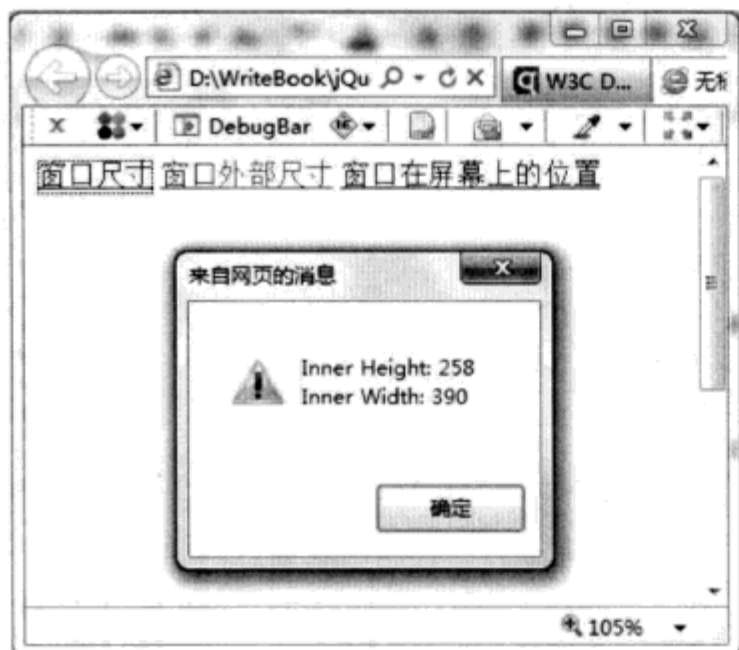 D:\WriteBook\jQu
W3C D...
无标
x DebugBar
窗口尺寸 窗口外部尺寸 窗口在屏幕上的位置
来自网页的消息
Inner Height: 258
Inner Width: 390
确定
105%